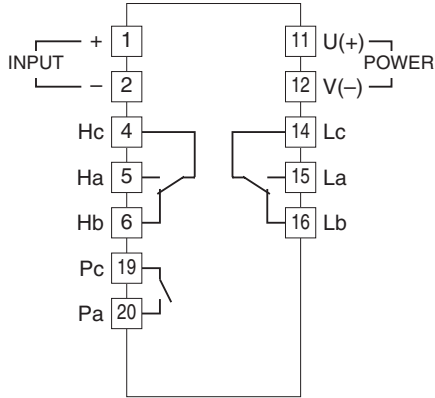 INPUT + 1 11 U(+) POWER
– 2 12 V(–)
Hc 4 14 Lc
Ha 5 15 La
Hb 6 16 Lb
Pc 19
Pa 20